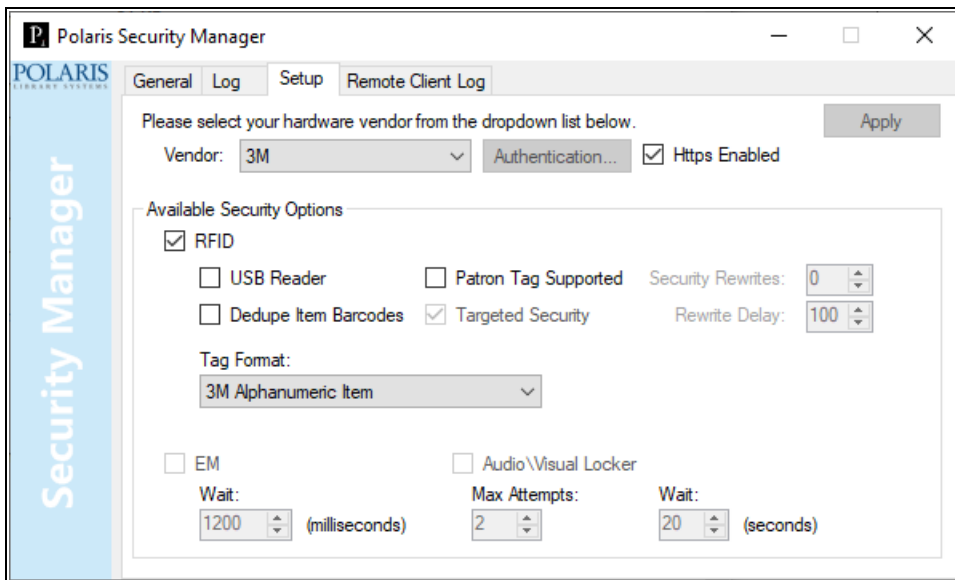 Polaris Security Manager
POLARIS
LIBRARY SYSTEMS
Security Manager
General Log Setup Remote Client Log
Please select your hardware vendor from the dropdown list below. Apply
Vendor: 3M Authentication... Https Enabled
Available Security Options
RFID
USB Reader Patron Tag Supported Security Rewrites: 0
Dedupe Item Barcodes Targeted Security Rewrite Delay: 100
Tag Format:
3M Alphanumeric Item
EM Audio\Visual Locker
Wait: Max Attempts: Wait:
1200 (milliseconds) 2 20 (seconds)